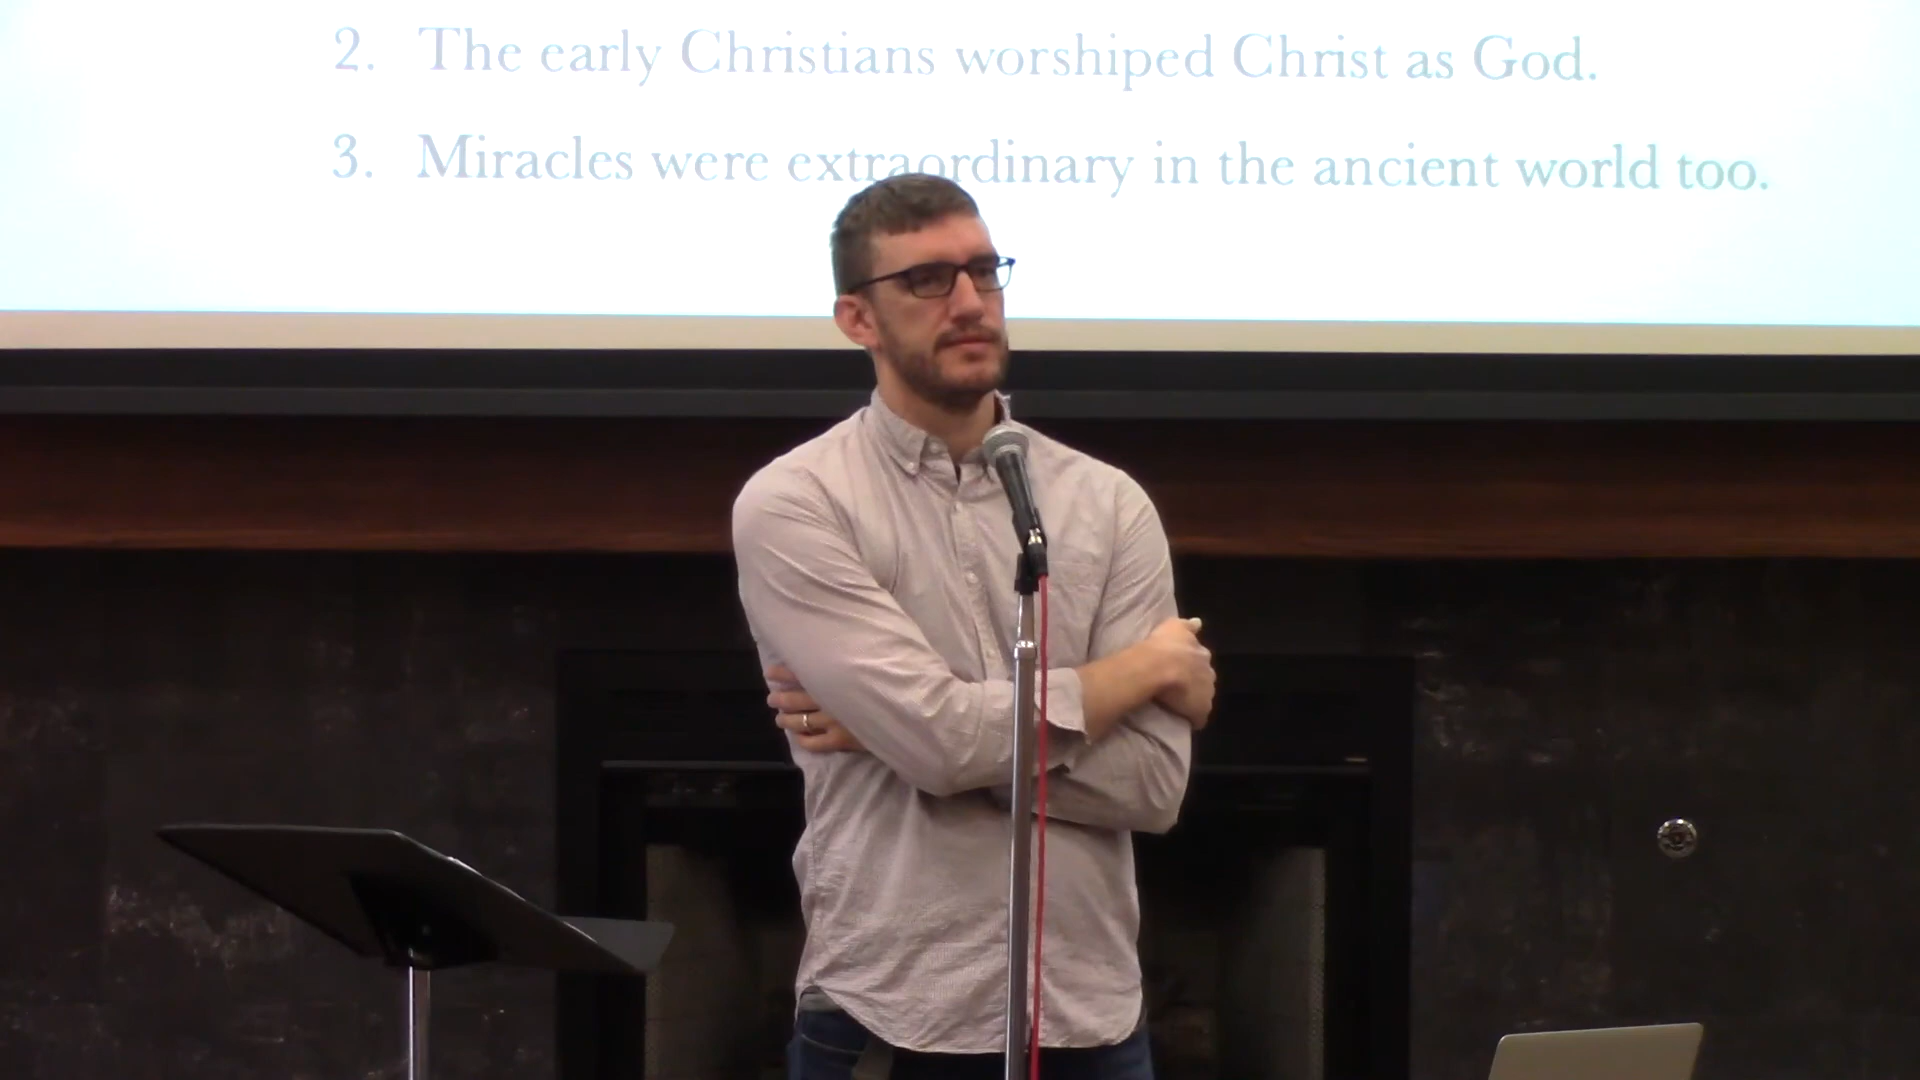 2. The early Christians worshiped Christ as God.
3. Miracles were extraordinary in the ancient world too.